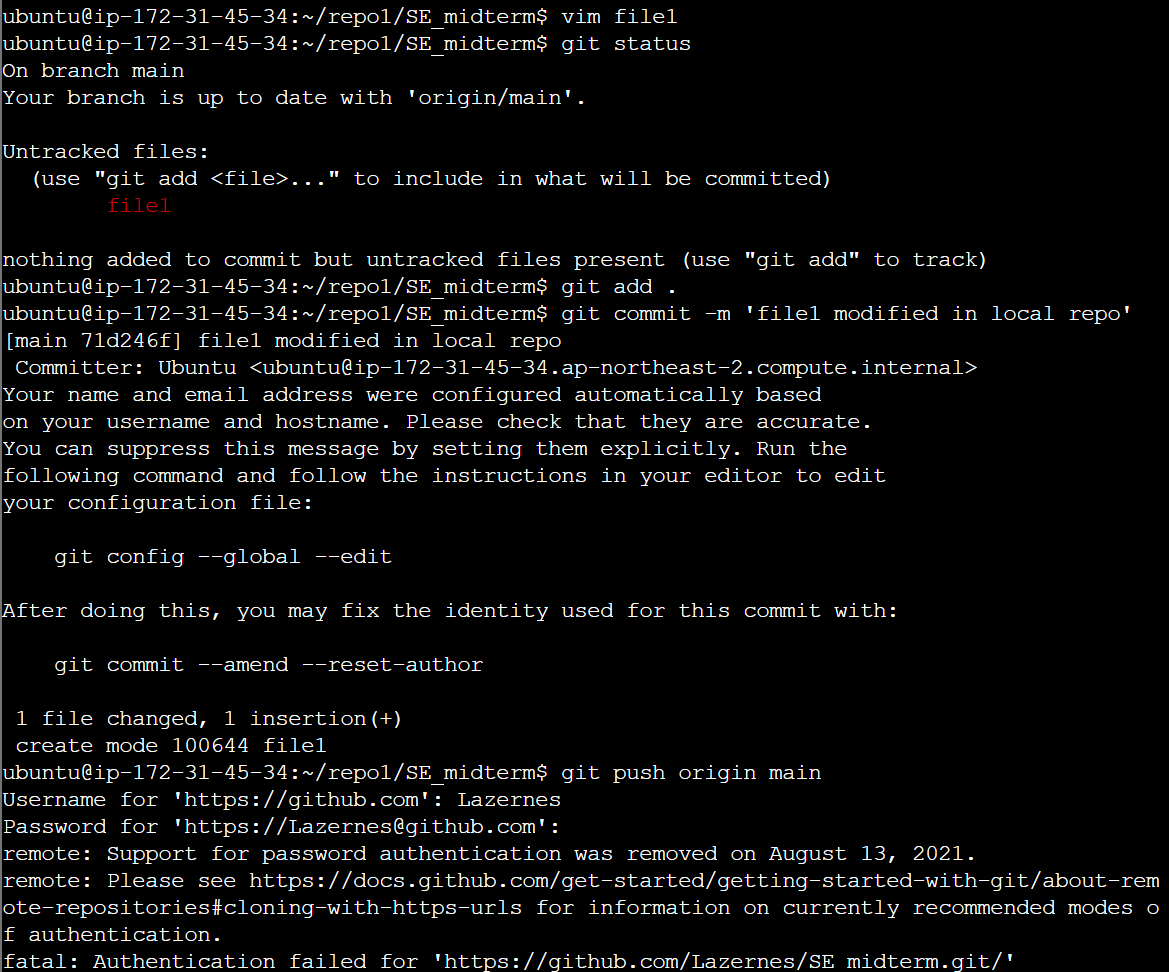 ubuntu@ip-172-31-45-34:~/repo1/SE_midterm$ vim file1
ubuntu@ip-172-31-45-34:~/repo1/SE_midterm$ git status
On branch main
Your branch is up to date with 'origin/main'.
Untracked files:
  (use "git add <file>..." to include in what will be committed)
        file1
nothing added to commit but untracked files present (use "git add" to track)
ubuntu@ip-172-31-45-34:~/repo1/SE_midterm$ git add .
ubuntu@ip-172-31-45-34:~/repo1/SE_midterm$ git commit -m 'file1 modified in local repo'
[main 71d246f] file1 modified in local repo
 Committer: Ubuntu <ubuntu@ip-172-31-45-34.ap-northeast-2.compute.internal>
Your name and email address were configured automatically based
on your username and hostname. Please check that they are accurate.
You can suppress this message by setting them explicitly. Run the
following command and follow the instructions in your editor to edit
your configuration file:
    git config --global --edit
After doing this, you may fix the identity used for this commit with:
    git commit --amend --reset-author
 1 file changed, 1 insertion(+)
 create mode 100644 file1
ubuntu@ip-172-31-45-34:~/repo1/SE_midterm$ git push origin main
Username for 'https://github.com': Lazernes
Password for 'https://Lazernes@github.com':
remote: Support for password authentication was removed on August 13, 2021.
remote: Please see https://docs.github.com/get-started/getting-started-with-git/about-rem
ote-repositories#cloning-with-https-urls for information on currently recommended modes o
f authentication.
fatal: Authentication failed for 'https://github.com/Lazernes/SE_midterm.git/'